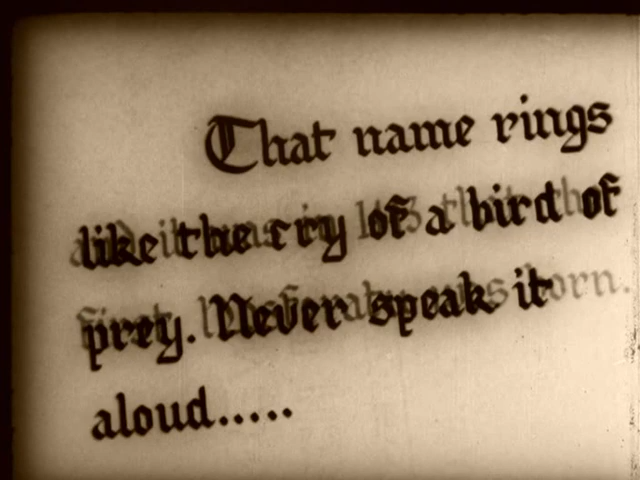 That name rings
like the cry of a bird of
prey. Never speak it
aloud.....